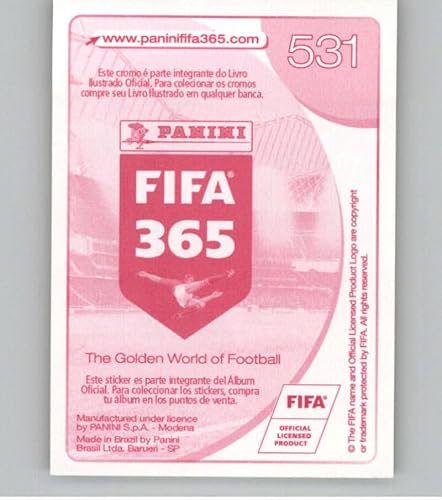 www.paninififa365.com
531
Este cromo é parte integrante do Livro
Ilustrado Oficial. Para colecionar os cromos
compre seu Livro Ilustrado em qualquer banca.
PANINI
FIFA®
365
The Golden World of Football
Este sticker es parte integrante del Álbum
Oficial. Para coleccionar los stickers, compra
tu álbum en los puntos de venta.
Manufactured under licence
by PANINI S.p.A. - Modena
Made in Brazil by Panini
Brasil Ltda. Barueri - SP
FIFA®
OFFICIAL
LICENSED
PRODUCT
© The FIFA name and Official Licensed Product Logo are copyright
or trademark protected by FIFA. All rights reserved.